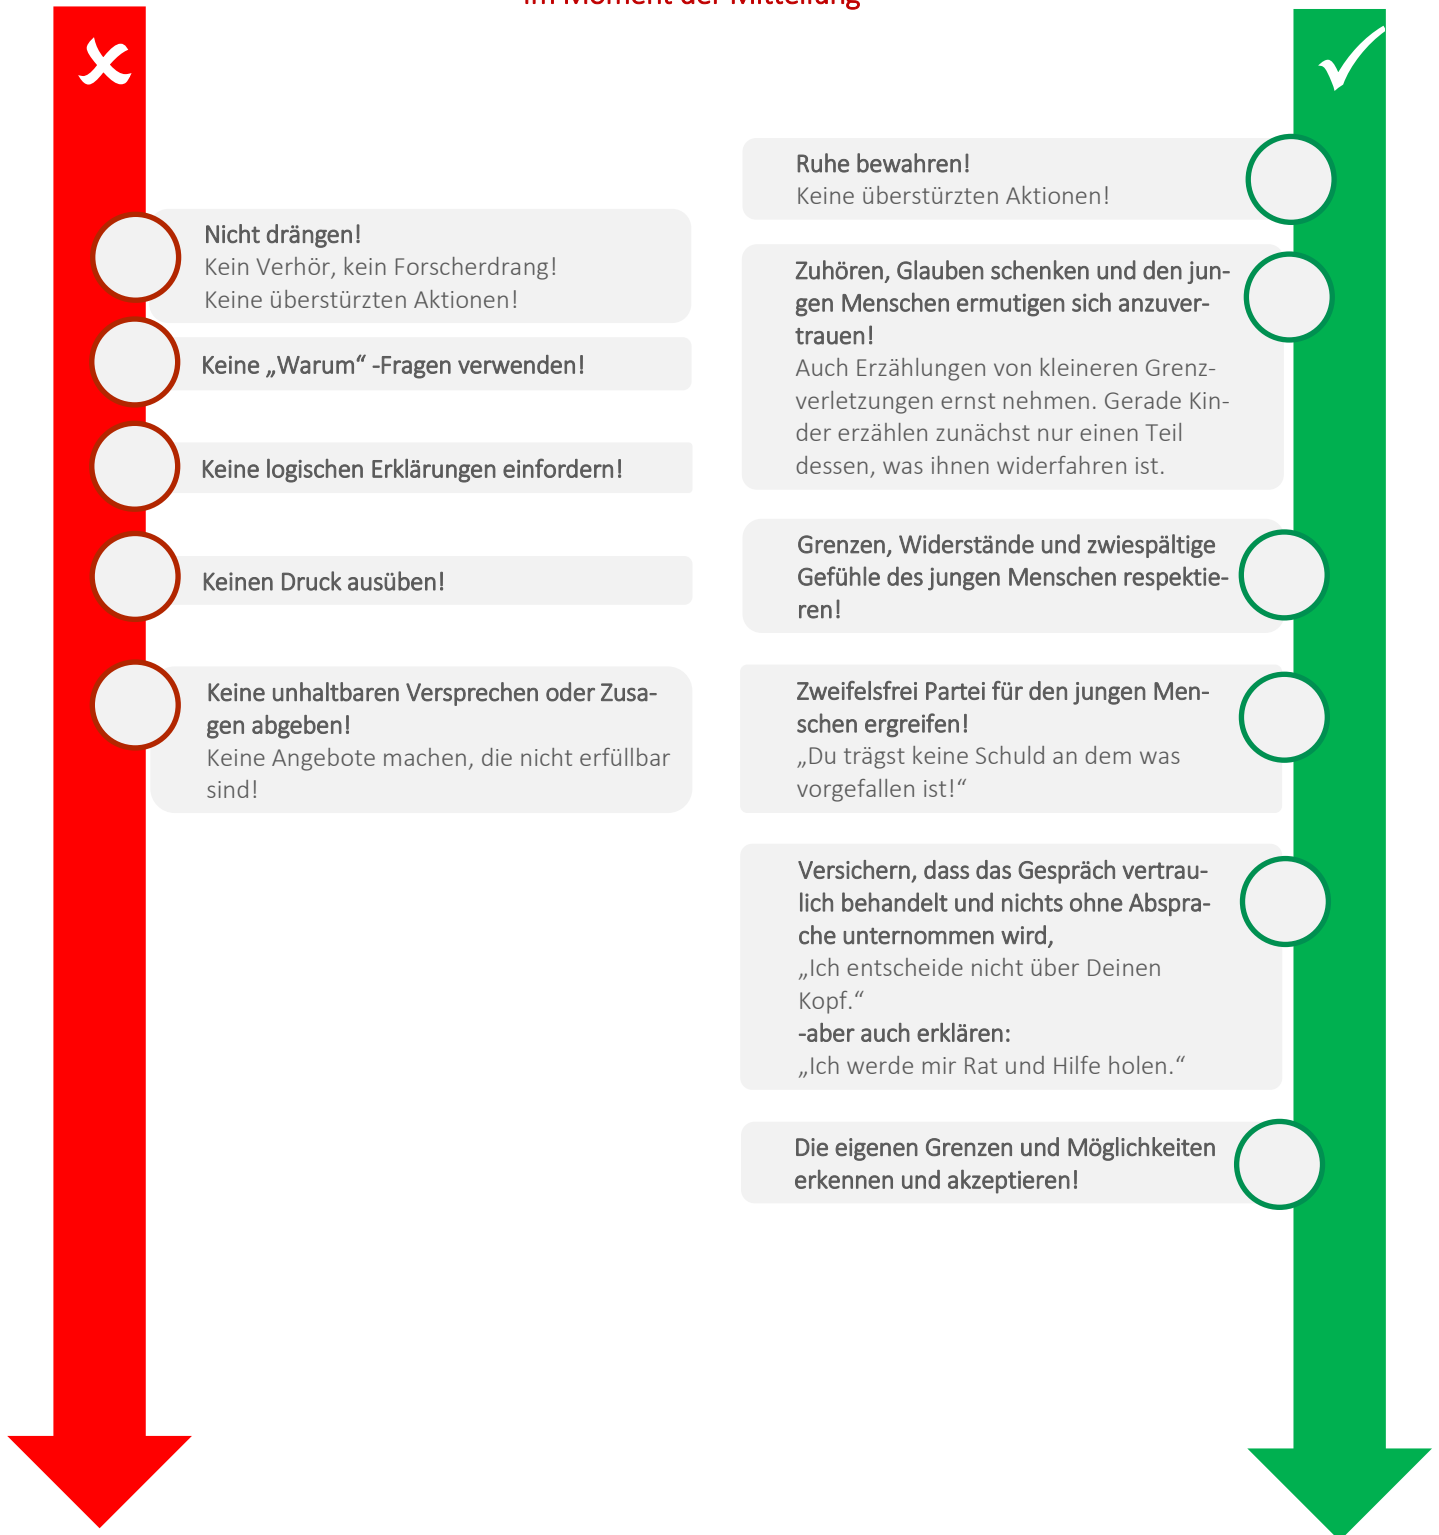 im Moment der Mitteilung
Nicht drängen!
Kein Verhör, kein Forscherdrang!
Keine überstürzten Aktionen!
Keine „Warum“ -Fragen verwenden!
Keine logischen Erklärungen einfordern!
Keinen Druck ausüben!
Keine unhaltbaren Versprechen oder Zusa-
gen abgeben!
Keine Angebote machen, die nicht erfüllbar
sind!
Ruhe bewahren!
Keine überstürzten Aktionen!
Zuhören, Glauben schenken und den jun-
gen Menschen ermutigen sich anzuver-
trauen!
Auch Erzählungen von kleineren Grenz-
verletzungen ernst nehmen. Gerade Kin-
der erzählen zunächst nur einen Teil
dessen, was ihnen widerfahren ist.
Grenzen, Widerstände und zwiespältige
Gefühle des jungen Menschen respektie-
ren!
Zweifelsfrei Partei für den jungen Men-
schen ergreifen!
„Du trägst keine Schuld an dem was
vorgefallen ist!“
Versichern, dass das Gespräch vertrau-
lich behandelt und nichts ohne Abspra-
che unternommen wird,
„Ich entscheide nicht über Deinen
Kopf.“
-aber auch erklären:
„Ich werde mir Rat und Hilfe holen.“
Die eigenen Grenzen und Möglichkeiten
erkennen und akzeptieren!